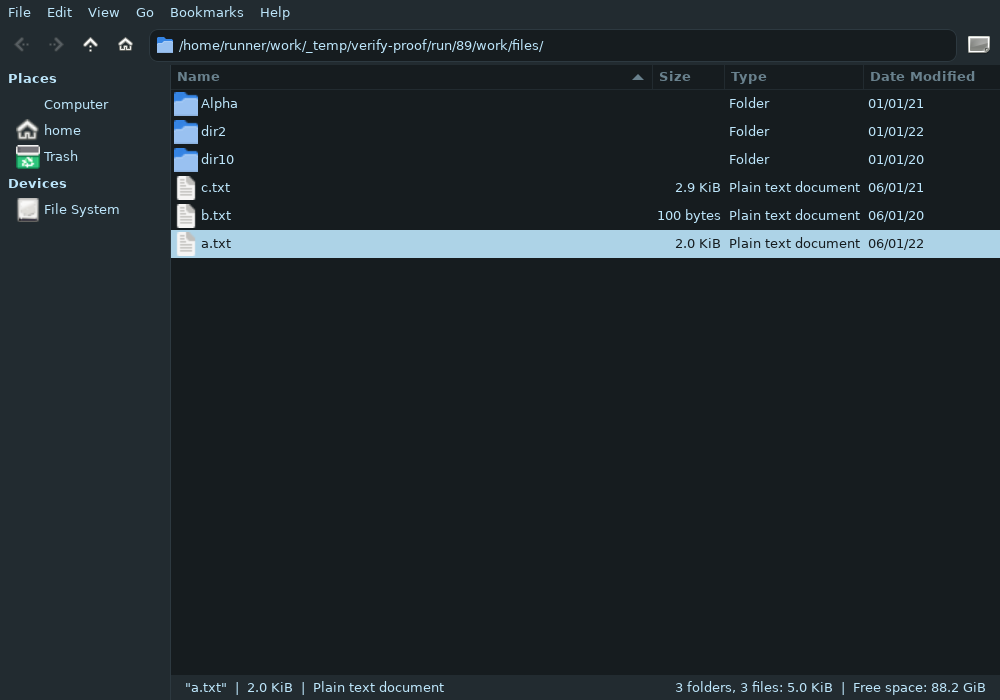 File Edit View Go Bookmarks Help
/home/runner/work/_temp/verify-proof/run/89/work/files/
Places
Computer
home
Trash
Devices
File System
Name Size Type Date Modified
Alpha Folder 01/01/21
dir2 Folder 01/01/22
dir10 Folder 01/01/20
c.txt 2.9 KiB Plain text document 06/01/21
b.txt 100 bytes Plain text document 06/01/20
a.txt 2.0 KiB Plain text document 06/01/22
"a.txt" | 2.0 KiB | Plain text document 3 folders, 3 files: 5.0 KiB | Free space: 88.2 GiB